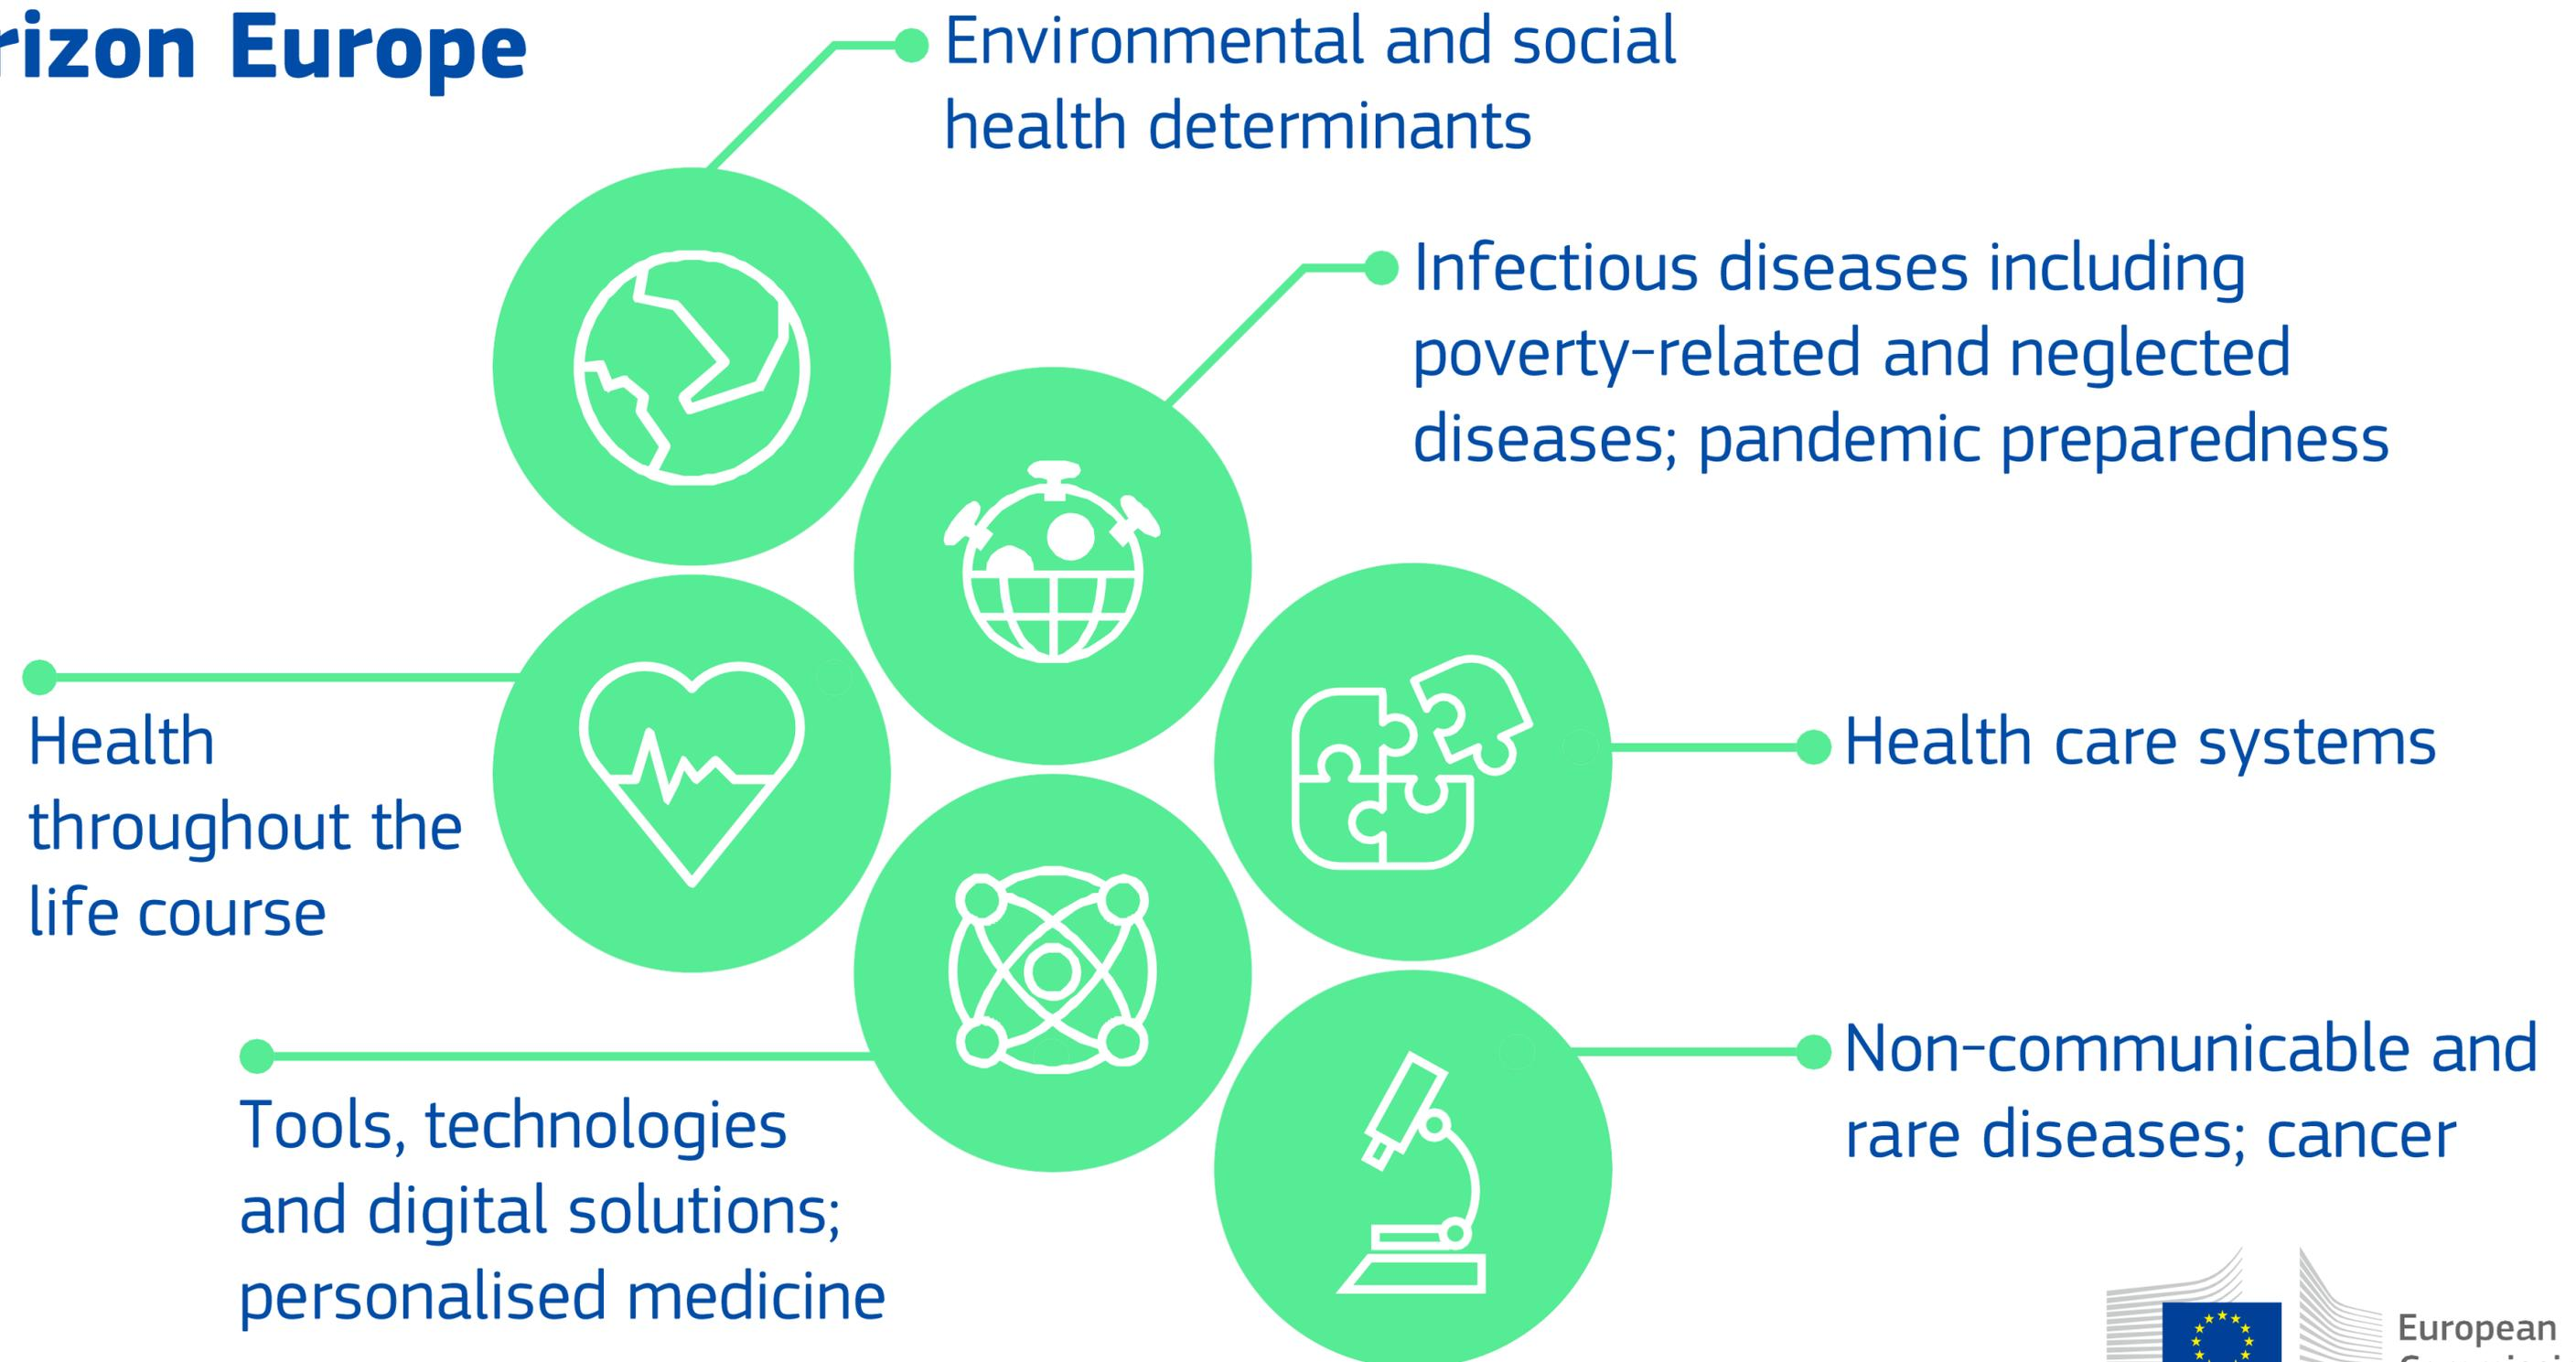 rizon Europe
Environmental and social
health determinants
Infectious diseases including
poverty-related and neglected
diseases; pandemic preparedness
Health
throughout the
life course
Health care systems
Non-communicable and
rare diseases; cancer
Tools, technologies
and digital solutions;
personalised medicine
European